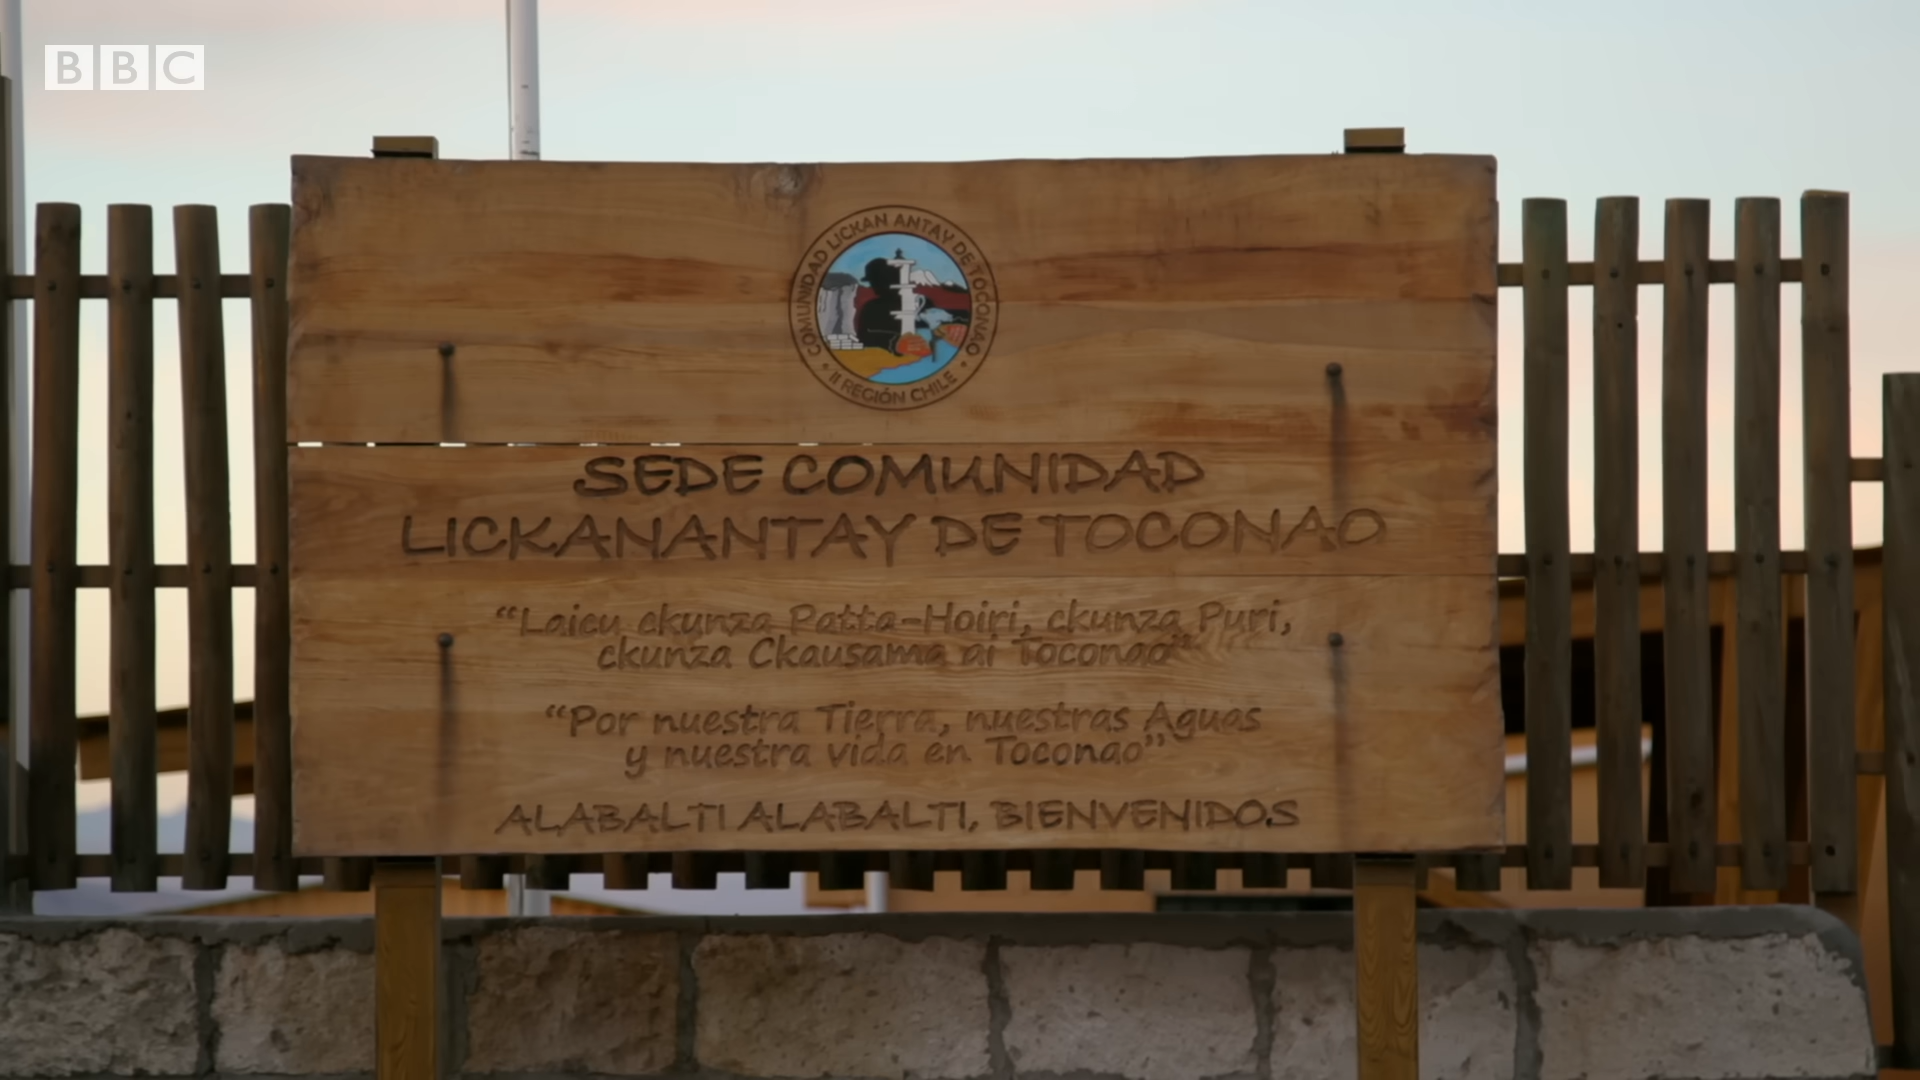 BBC
COMUNIDAD LICKAN ANTAY DE TOCONAO
• II REGIÓN CHILE •
SEDE COMUNIDAD
LICKANANTAY DE TOCONAO
“Laicu ckunza Patta-Hoiri, ckunza Puri,
ckunza Ckausama ai Toconao”
“Por nuestra Tierra, nuestras Aguas
y nuestra vida en Toconao”
ALABALTI ALABALTI, BIENVENIDOS